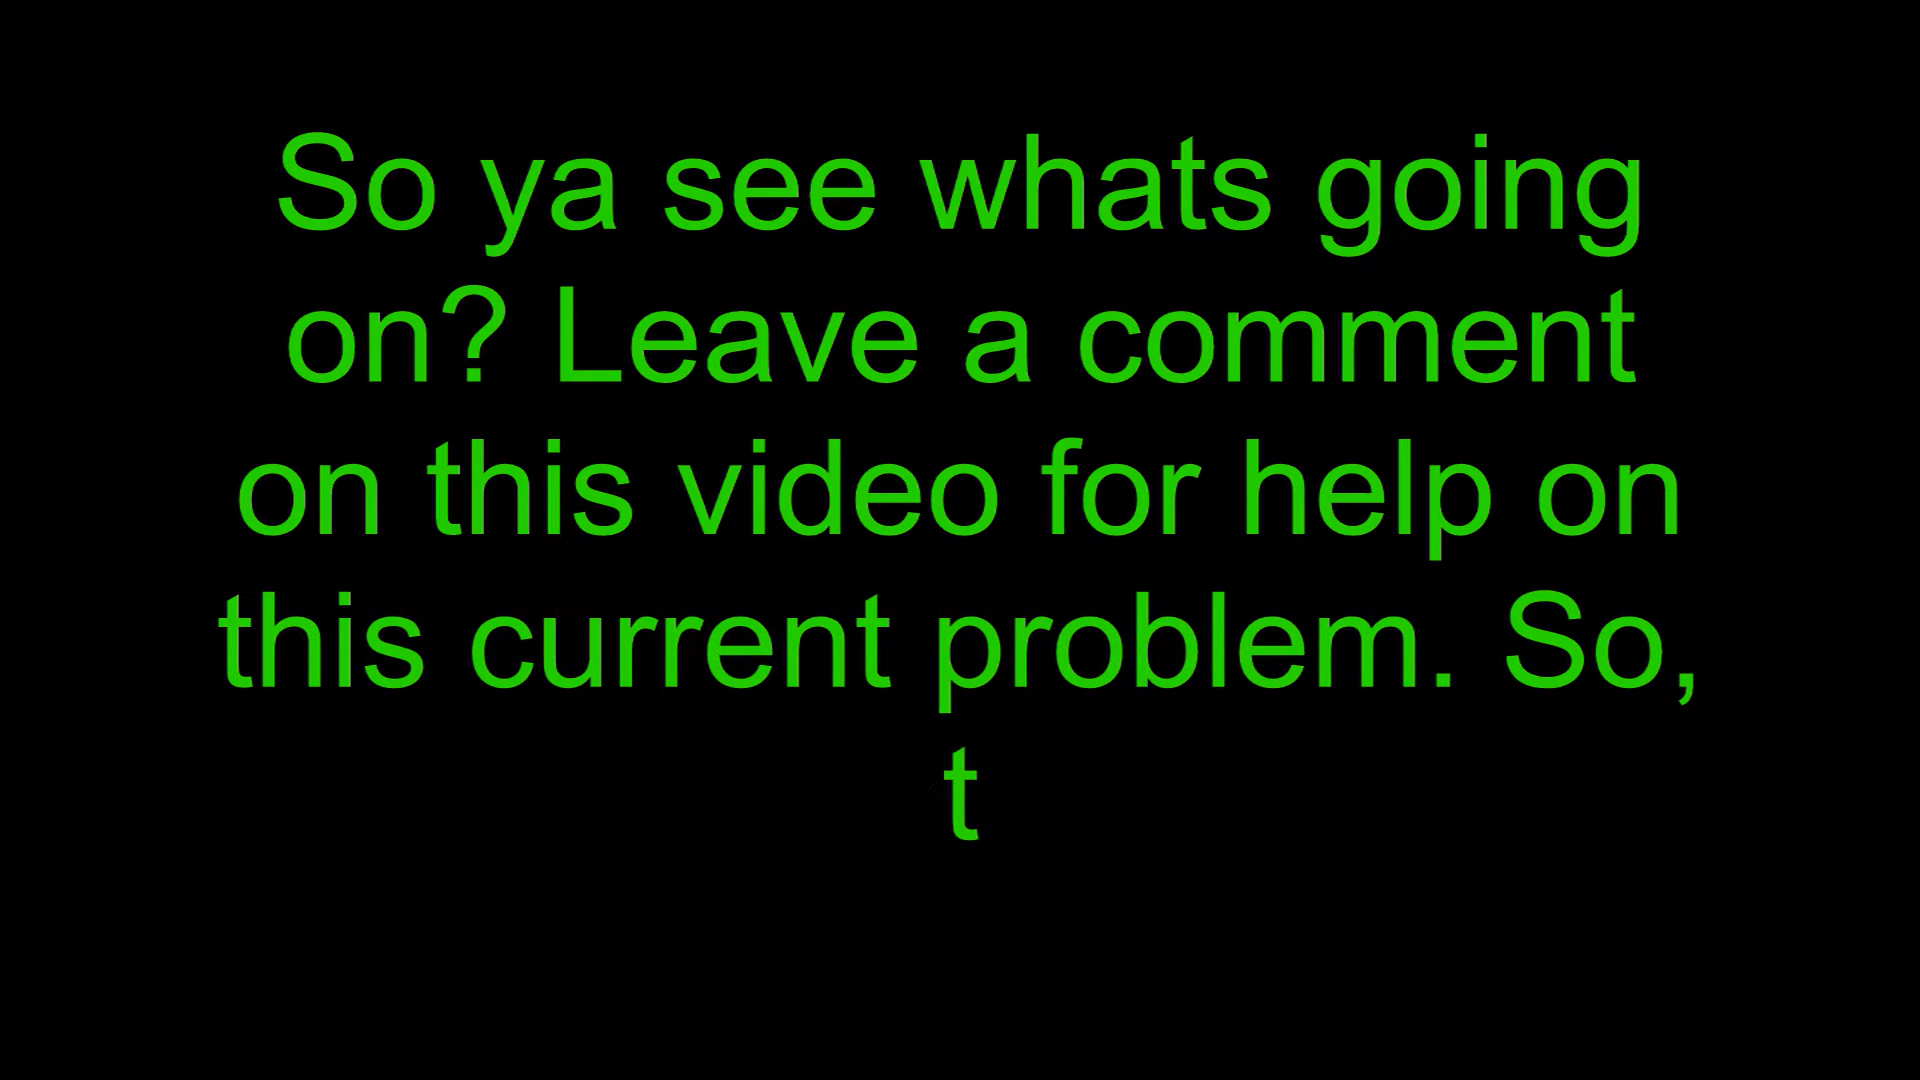 So ya see whats going
on? Leave a comment
on this video for help on
this current problem. So,
t